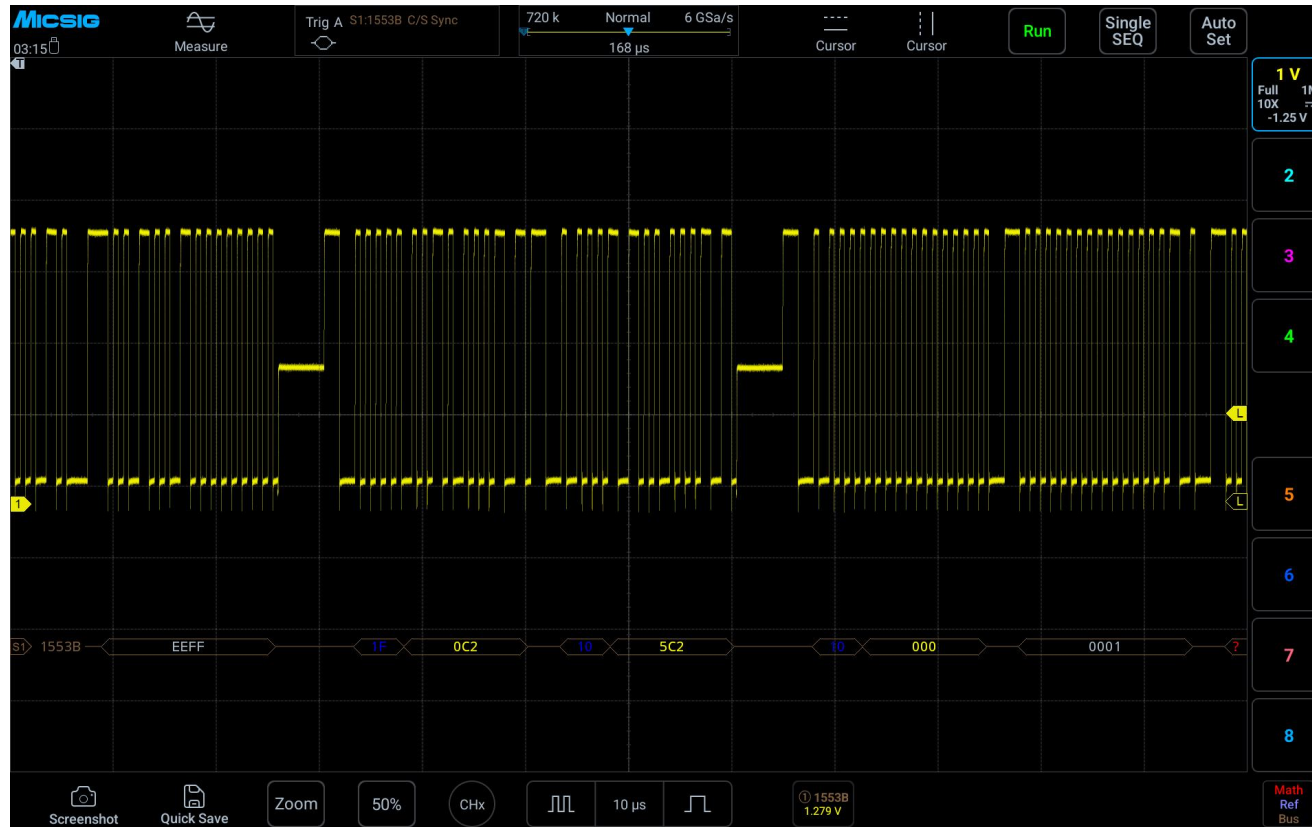 MICSIG
03:15
Measure
Trig A S1:1553B C/S Sync
720 k Normal 6 GSa/s
168 µs
Cursor
Cursor
Run
Single
SEQ
Auto
Set
T
1 V
Full
10X
-1.25 V
2
3
4
L
1
L
5
6
S1 1553B EEFF 1F 0C2 10 5C2 10 000 0001 ?
7
8
Screenshot
Quick Save
Zoom
50%
CHx
10 µs
1 1553B
1.279 V
Math
Ref
Bus